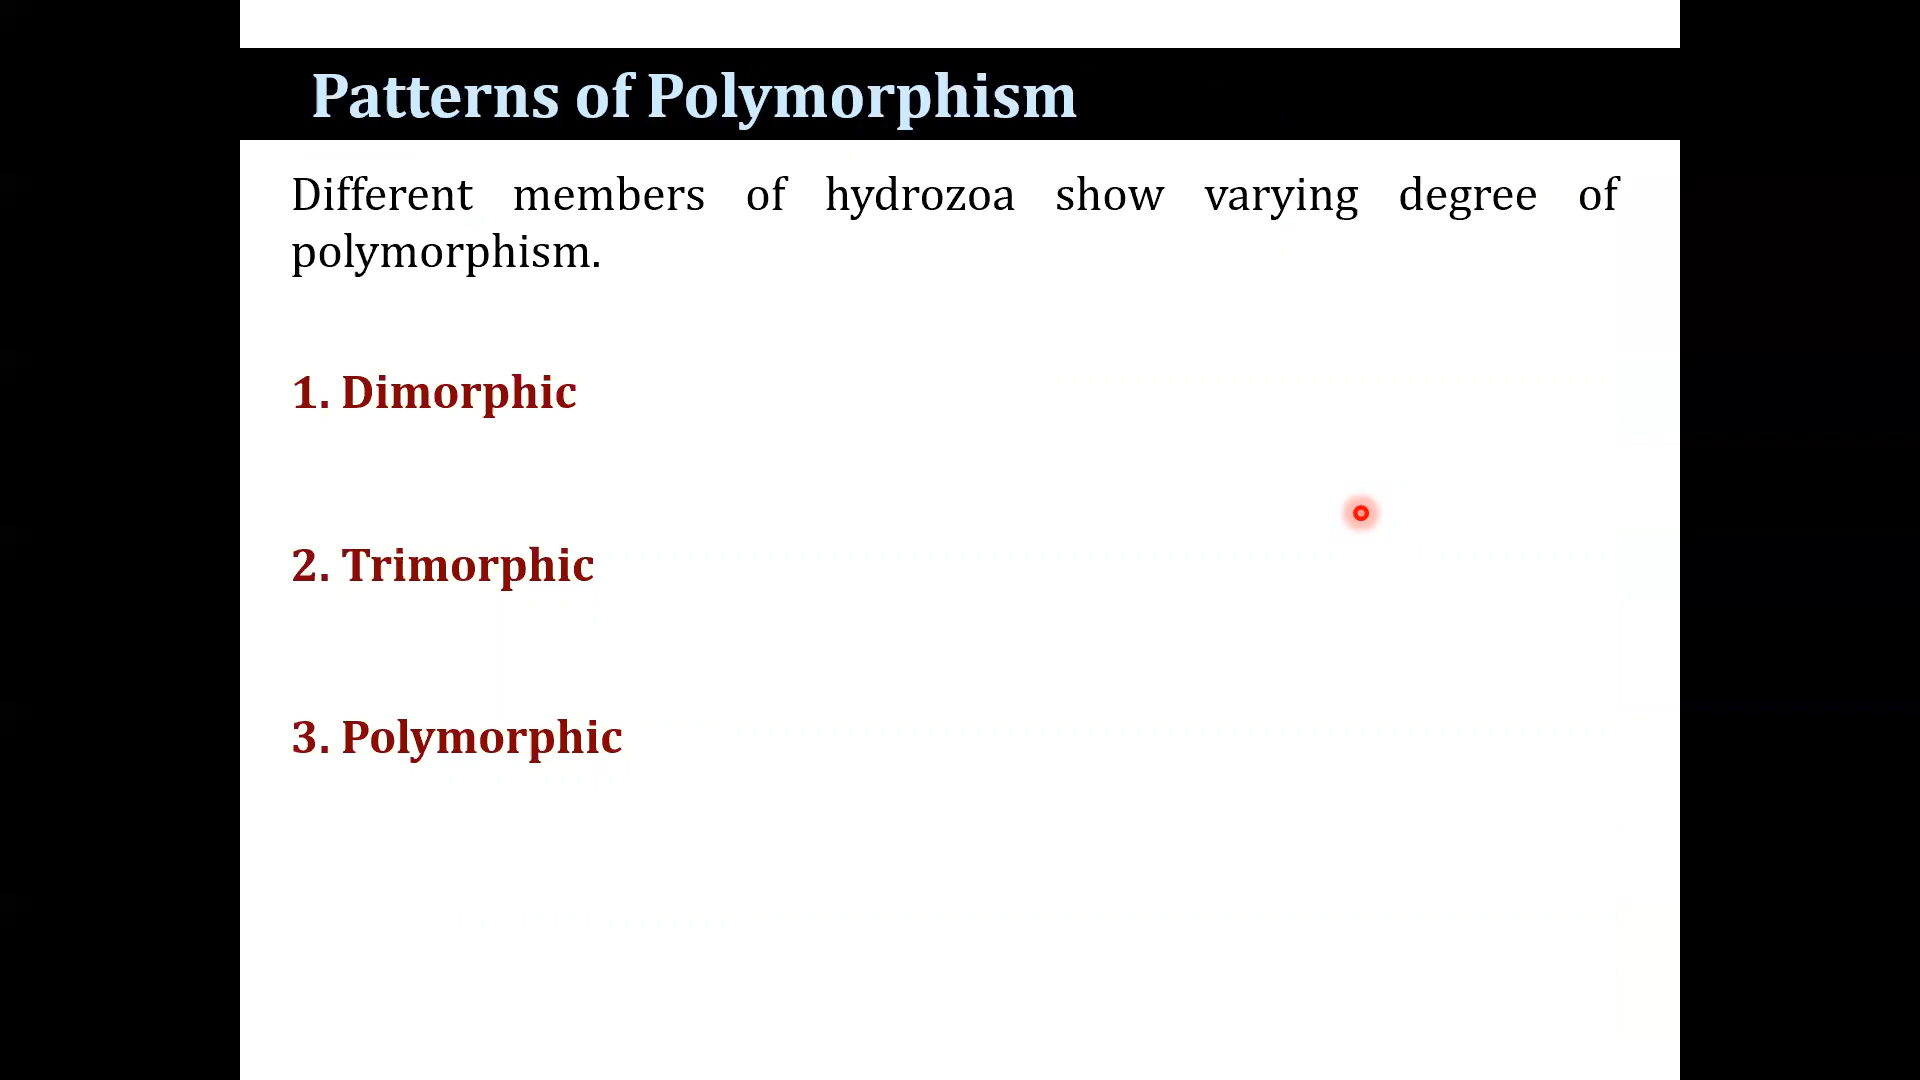 Patterns of Polymorphism
Different members of hydrozoa show varying degree of
polymorphism.
1. Dimorphic
2. Trimorphic
3. Polymorphic